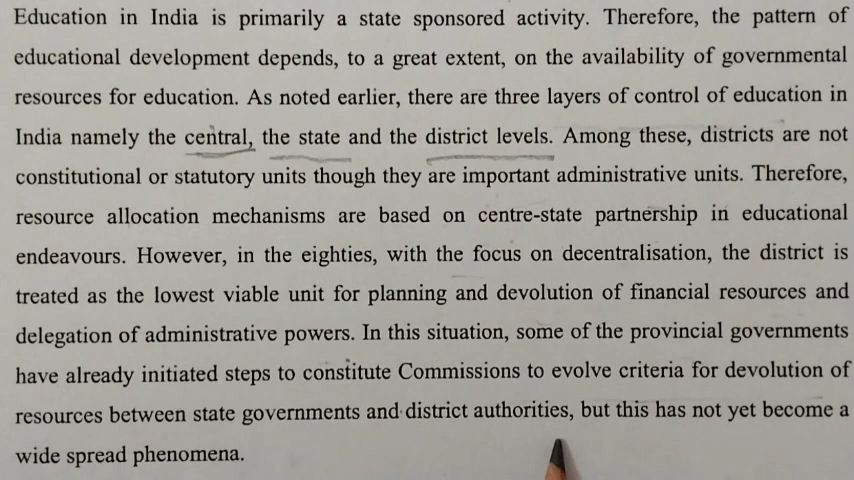 Education in India is primarily a state sponsored activity. Therefore, the pattern of
educational development depends, to a great extent, on the availability of governmental
resources for education. As noted earlier, there are three layers of control of education in
India namely the central, the state and the district levels. Among these, districts are not
constitutional or statutory units though they are important administrative units. Therefore,
resource allocation mechanisms are based on centre-state partnership in educational
endeavours. However, in the eighties, with the focus on decentralisation, the district is
treated as the lowest viable unit for planning and devolution of financial resources and
delegation of administrative powers. In this situation, some of the provincial governments
have already initiated steps to constitute Commissions to evolve criteria for devolution of
resources between state governments and district authorities, but this has not yet become a
wide spread phenomena.